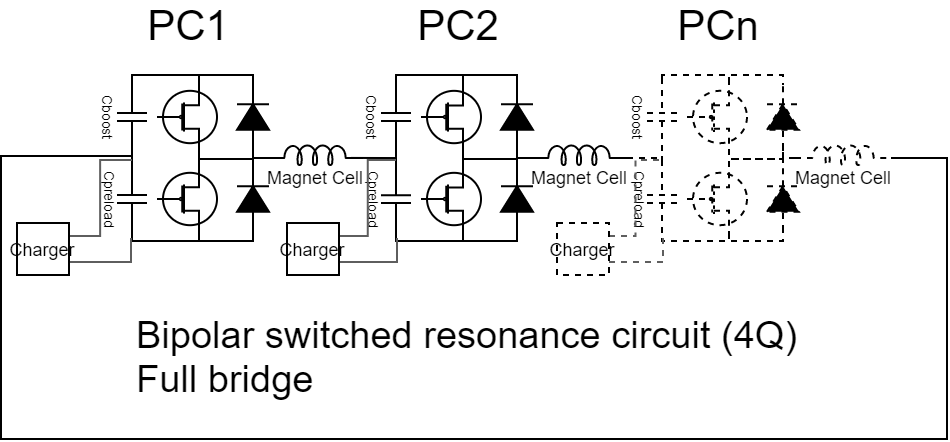 PC1 PC2 PCn
Cboost Cboost Cboost
Magnet Cell Magnet Cell Magnet Cell
Cpreload Cpreload Cpreload
Charger Charger Charger
Bipolar switched resonance circuit (4Q)
Full bridge